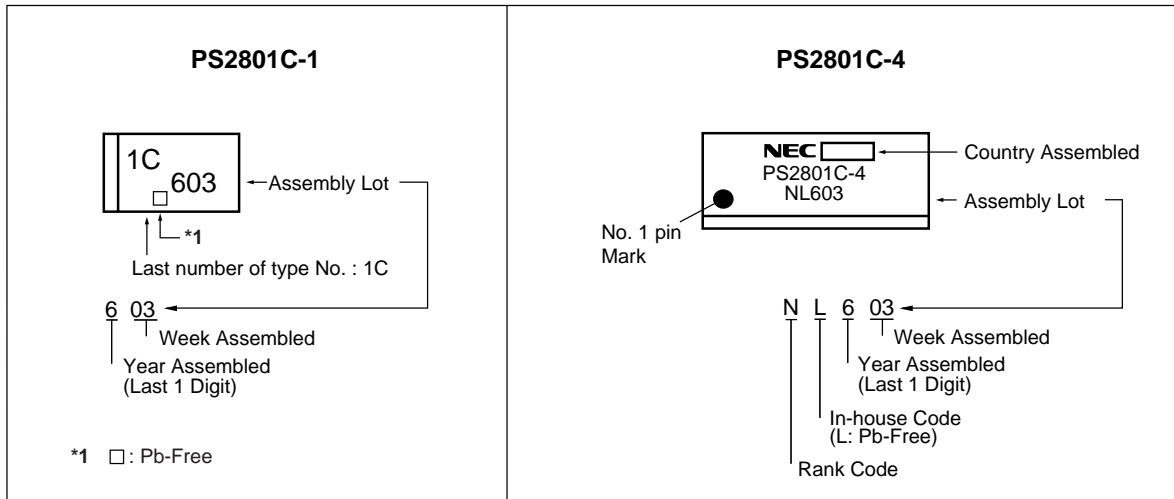 PS2801C-1
1C
603
Assembly Lot
*1
Last number of type No. : 1C
6 03
Week Assembled
Year Assembled
(Last 1 Digit)
*1 □ : Pb-Free
PS2801C-4
NEC
Country Assembled
PS2801C-4
NL603
Assembly Lot
No. 1 pin
Mark
N L 6 03
Week Assembled
Year Assembled
(Last 1 Digit)
In-house Code
(L: Pb-Free)
Rank Code